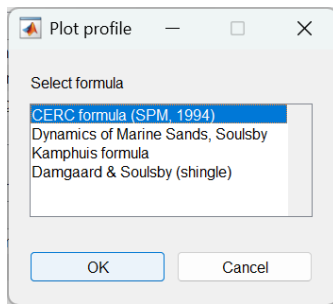 Plot profile
Select formula
CERC formula (SPM, 1994)
Dynamics of Marine Sands, Soulsby
Kamphuis formula
Damgaard & Soulsby (shingle)
OK Cancel